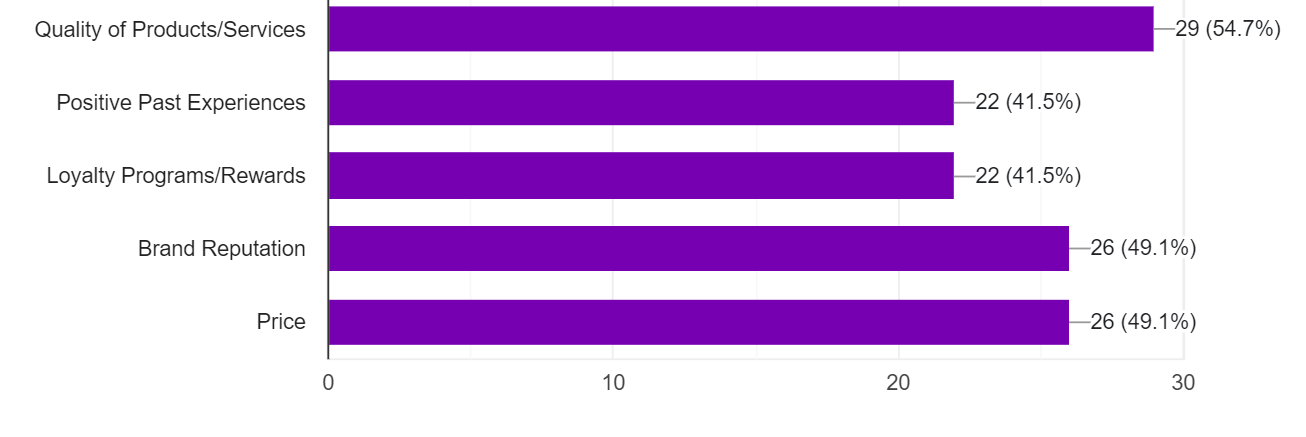 Quality of Products/Services 29 (54.7%)
Positive Past Experiences 22 (41.5%)
Loyalty Programs/Rewards 22 (41.5%)
Brand Reputation 26 (49.1%)
Price 26 (49.1%)
0 10 20 30